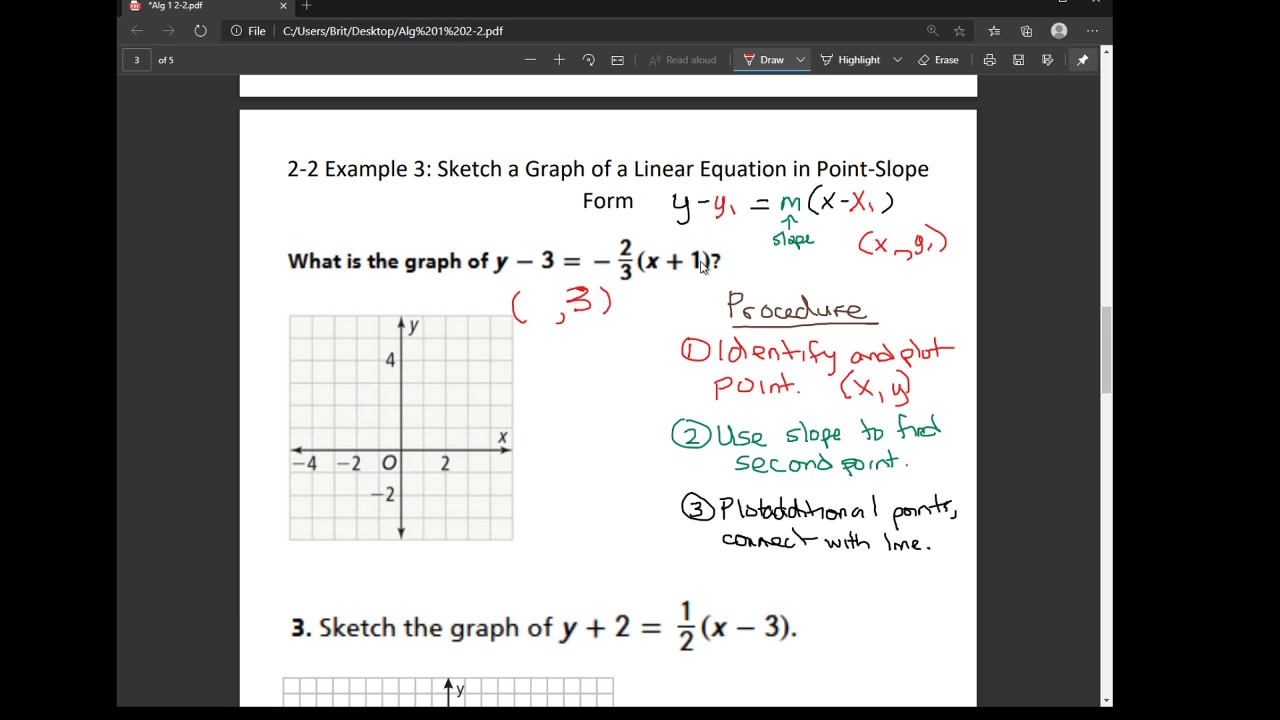 *Alg 1 2-2.pdf
File C:/Users/Brit/Desktop/Alg%201%202-2.pdf
3 of 5 Read aloud Draw Highlight Erase
2-2 Example 3: Sketch a Graph of a Linear Equation in Point-Slope
Form y - y₁ = m(x - x₁)
slope (x, y₁)
What is the graph of y − 3 = −2/3(x + 1)?
( , 3)
Procedure
① Identify and plot
point. (x, y)
② Use slope to find
second point.
③ Plot additional points,
connect with line.
y
4
x
−4 −2 O 2
−2
3. Sketch the graph of y + 2 = 1/2(x − 3).
y